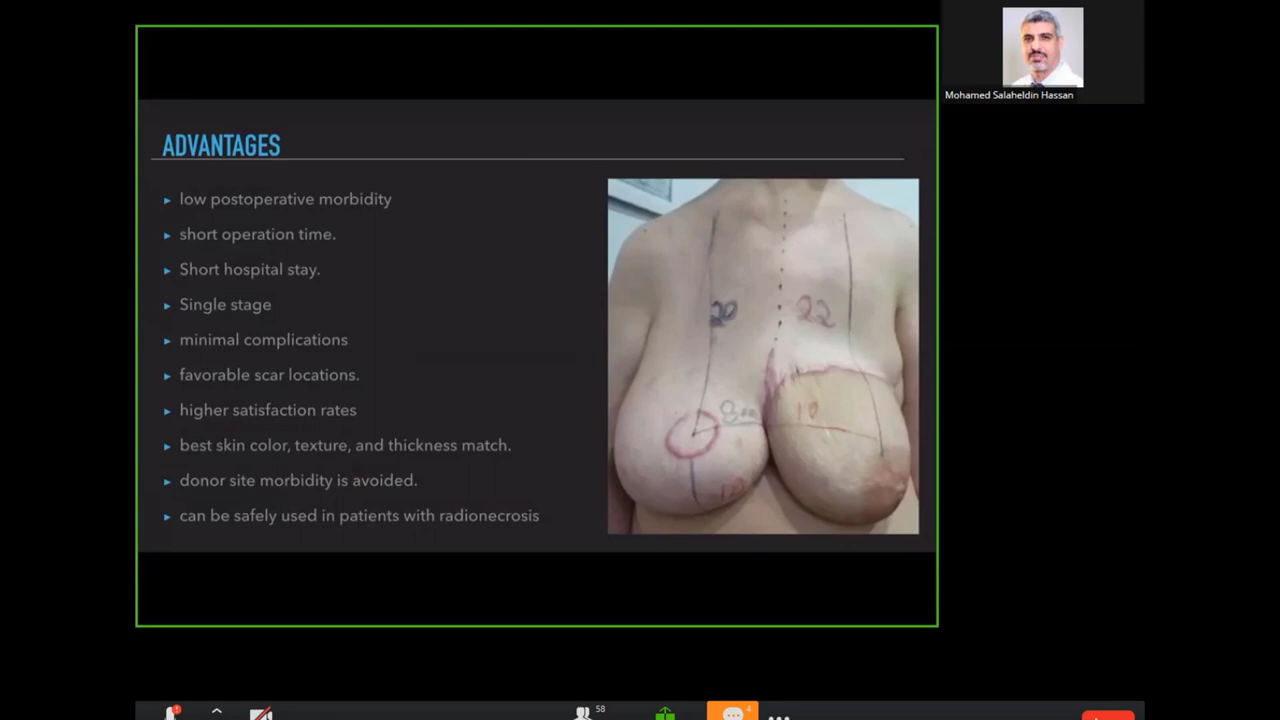 Mohamed Salaheldin Hassan
ADVANTAGES
low postoperative morbidity
short operation time.
Short hospital stay.
Single stage
minimal complications
favorable scar locations.
higher satisfaction rates
best skin color, texture, and thickness match.
donor site morbidity is avoided.
can be safely used in patients with radionecrosis
20
22
10
58
4